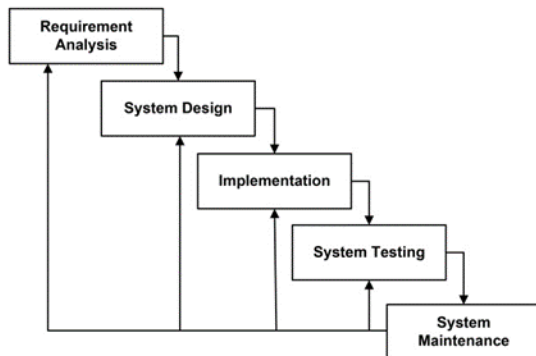 Requirement
Analysis
System Design
Implementation
System Testing
System
Maintenance